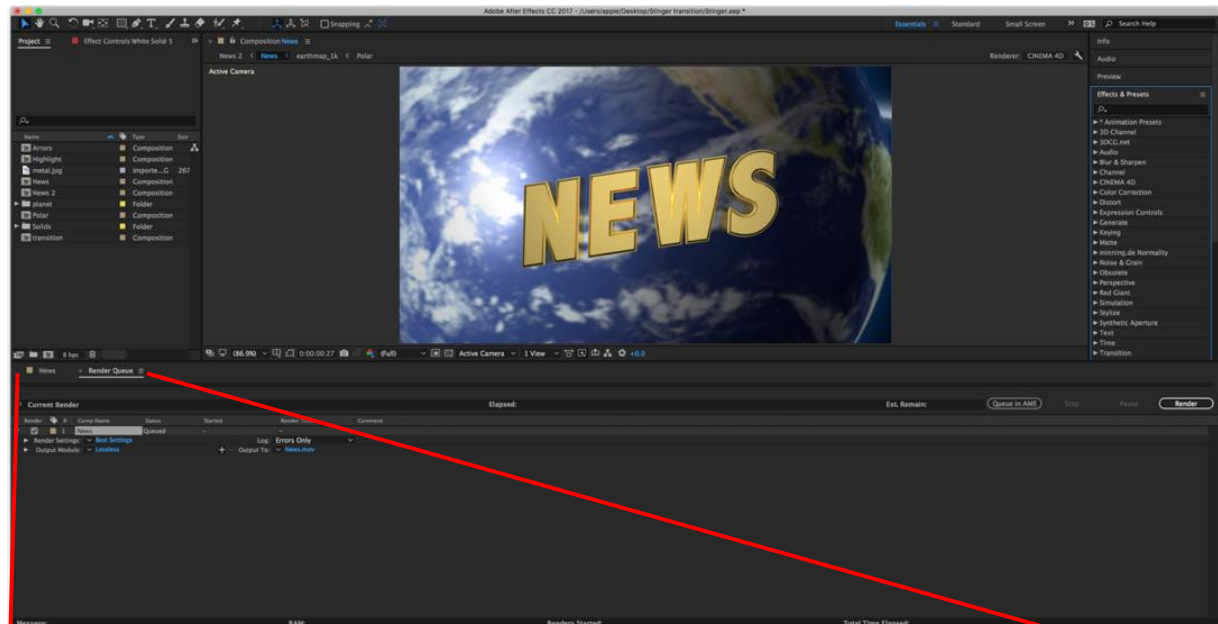 Adobe After Effects CC 2017 - /Users/apple/Desktop/Stinger transition/Stinger.aep *
Snapping
Essentials
Standard
Small Screen
Search Help
Project
Effect Controls White Solid 5
Composition News
News 2
News
earthmap_1k
Polar
Renderer: CINEMA 4D
Active Camera
Name
Type
Size
Arrors
Composition
Highlight
Composition
metal.jpg
Importe...G
267
News
Composition
News 2
Composition
planet
Folder
Polar
Composition
Solids
Folder
transition
Composition
8 bpc
NEWS
(86.9%)
0:00:00:27
(Full)
Active Camera
1 View
+0.0
Info
Audio
Preview
Effects & Presets
* Animation Presets
3D Channel
3DCG.net
Audio
Blur & Sharpen
Channel
CINEMA 4D
Color Correction
Distort
Expression Controls
Generate
Keying
Matte
minning.de Normality
Noise & Grain
Obsolete
Perspective
Red Giant
Simulation
Stylize
Synthetic Aperture
Text
Time
Transition
News
Render Queue
Current Render
Elapsed:
Est. Remain:
Queue in AME
Stop
Pause
Render
Render
#
Comp Name
Status
Started
Render Time
Comment
1
News
Queued
-
-
Render Settings:
Best Settings
Log:
Errors Only
Output Module:
Lossless
Output To:
News.mov
Message:
RAM:
Renders Started:
Total Time Elapsed: